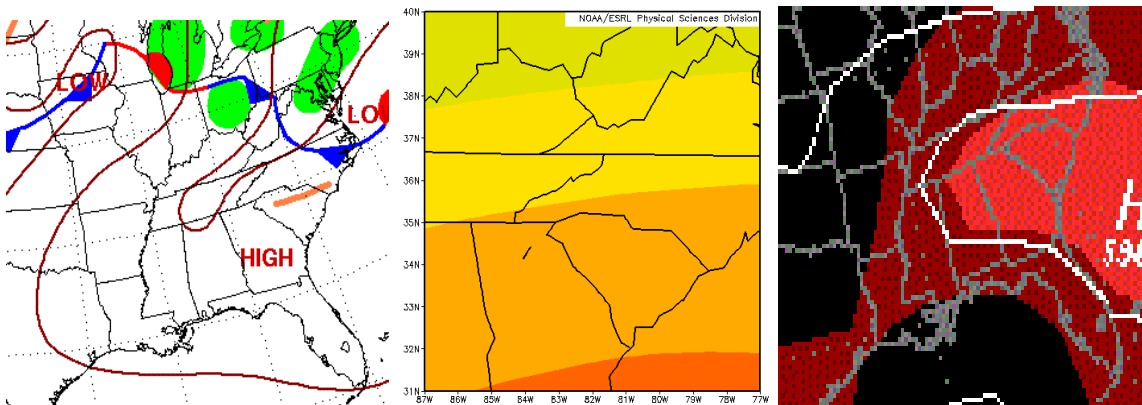 LOW
LO
HIGH
NOAA/ESRL Physical Sciences Division
40N
39N
38N
37N
36N
35N
34N
33N
32N
31N
87W 86W 85W 84W 83W 82W 81W 80W 79W 78W 77W
H